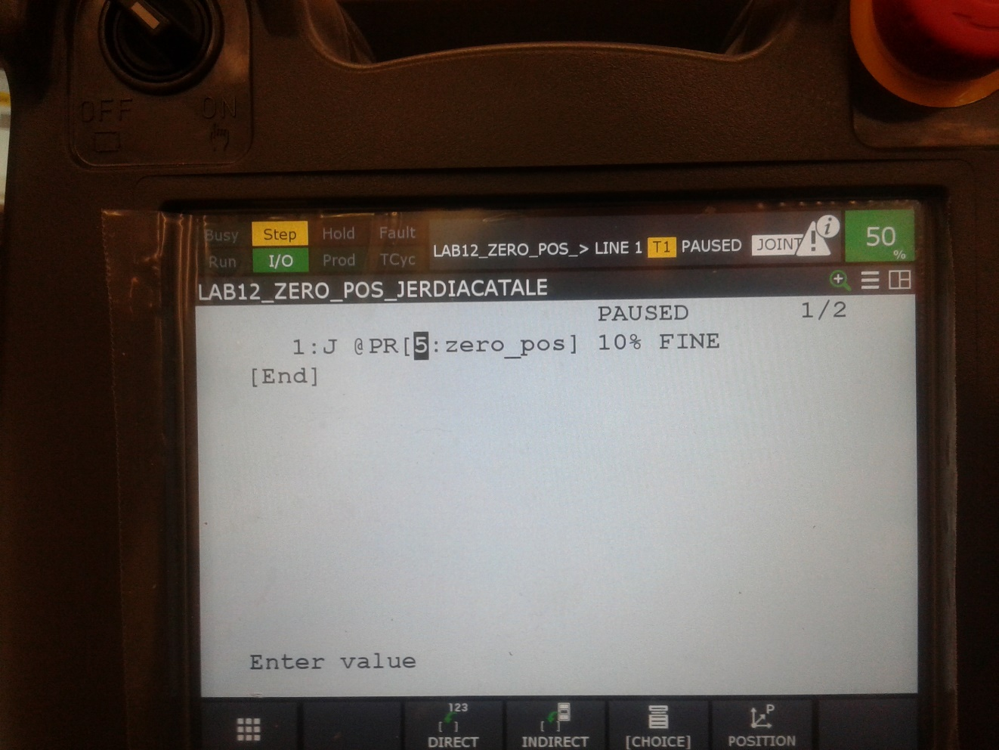 OFF ON
Busy Step Hold Fault
Run I/O Prod TCyc
LAB12_ZERO_POS_> LINE 1 T1 PAUSED JOINT
50 %
LAB12_ZERO_POS_JERDIACATALE
PAUSED 1/2
1:J @PR[5:zero_pos] 10% FINE
[End]
Enter value
123
[ ] DIRECT
[ ] INDIRECT
[CHOICE]
P
POSITION